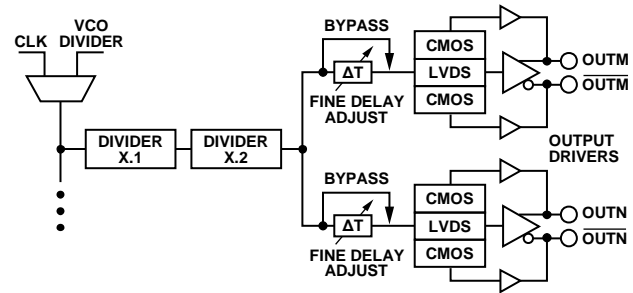 VCO
CLK DIVIDER
DIVIDER
X.1
DIVIDER
X.2
BYPASS
ΔT
FINE DELAY
ADJUST
CMOS
LVDS
CMOS
OUTM
OUTM
OUTPUT
DRIVERS
BYPASS
ΔT
FINE DELAY
ADJUST
CMOS
LVDS
CMOS
OUTN
OUTN